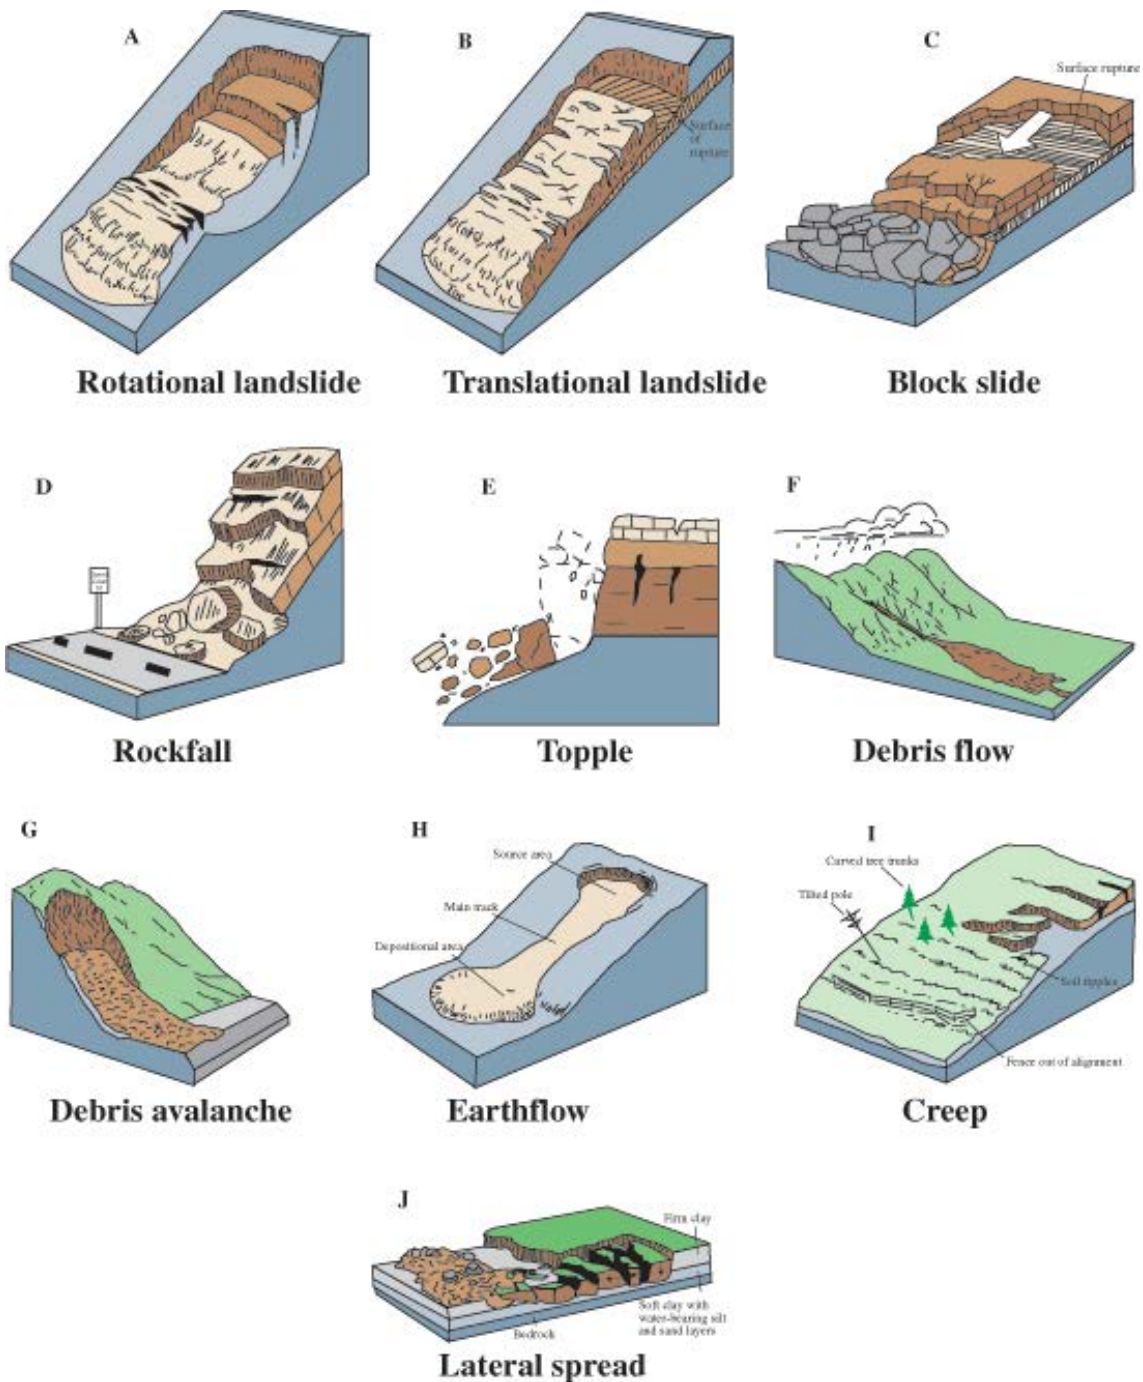 A
B
C
Surface rupture
Surface
of
rupture
Toe
Rotational landslide
Translational landslide
Block slide
D
E
F
Rockfall
Topple
Debris flow
G
H
I
Source area
Main track
Depositional area
Curved tree trunks
Tilted pole
Soil ripples
Fence out of alignment
Debris avalanche
Earthflow
Creep
J
Firm clay
Soft clay with
water-bearing silt
and sand layers
Bedrock
Lateral spread